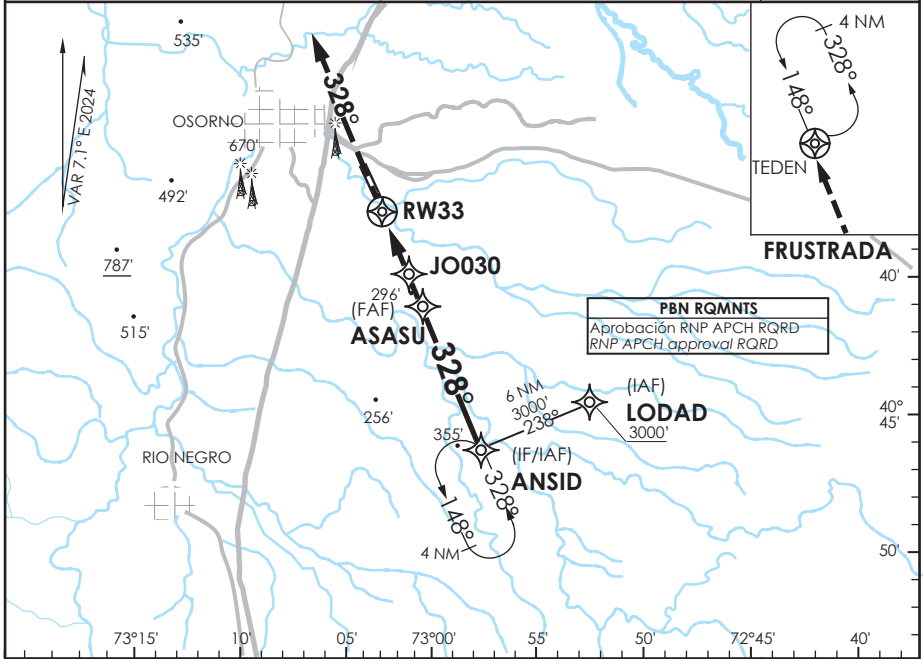 VAR 7.1° E 2024
535'
OSORNO
670'
492'
787'
515'
328°
RW33
JO030
296'
(FAF)
ASASU
328°
256'
355'
6 NM
3000'
238°
(IAF)
LODAD
3000'
(IF/IAF)
ANSID
328°
148°
4 NM
RIO NEGRO
PBN RQMNTS
Aprobación RNP APCH RQRD
RNP APCH approval RQRD
4 NM
328°
148°
TEDEN
FRUSTRADA
40'
40°
45'
50'
73°15'
10'
05'
73°00'
55'
50'
72°45'
40'